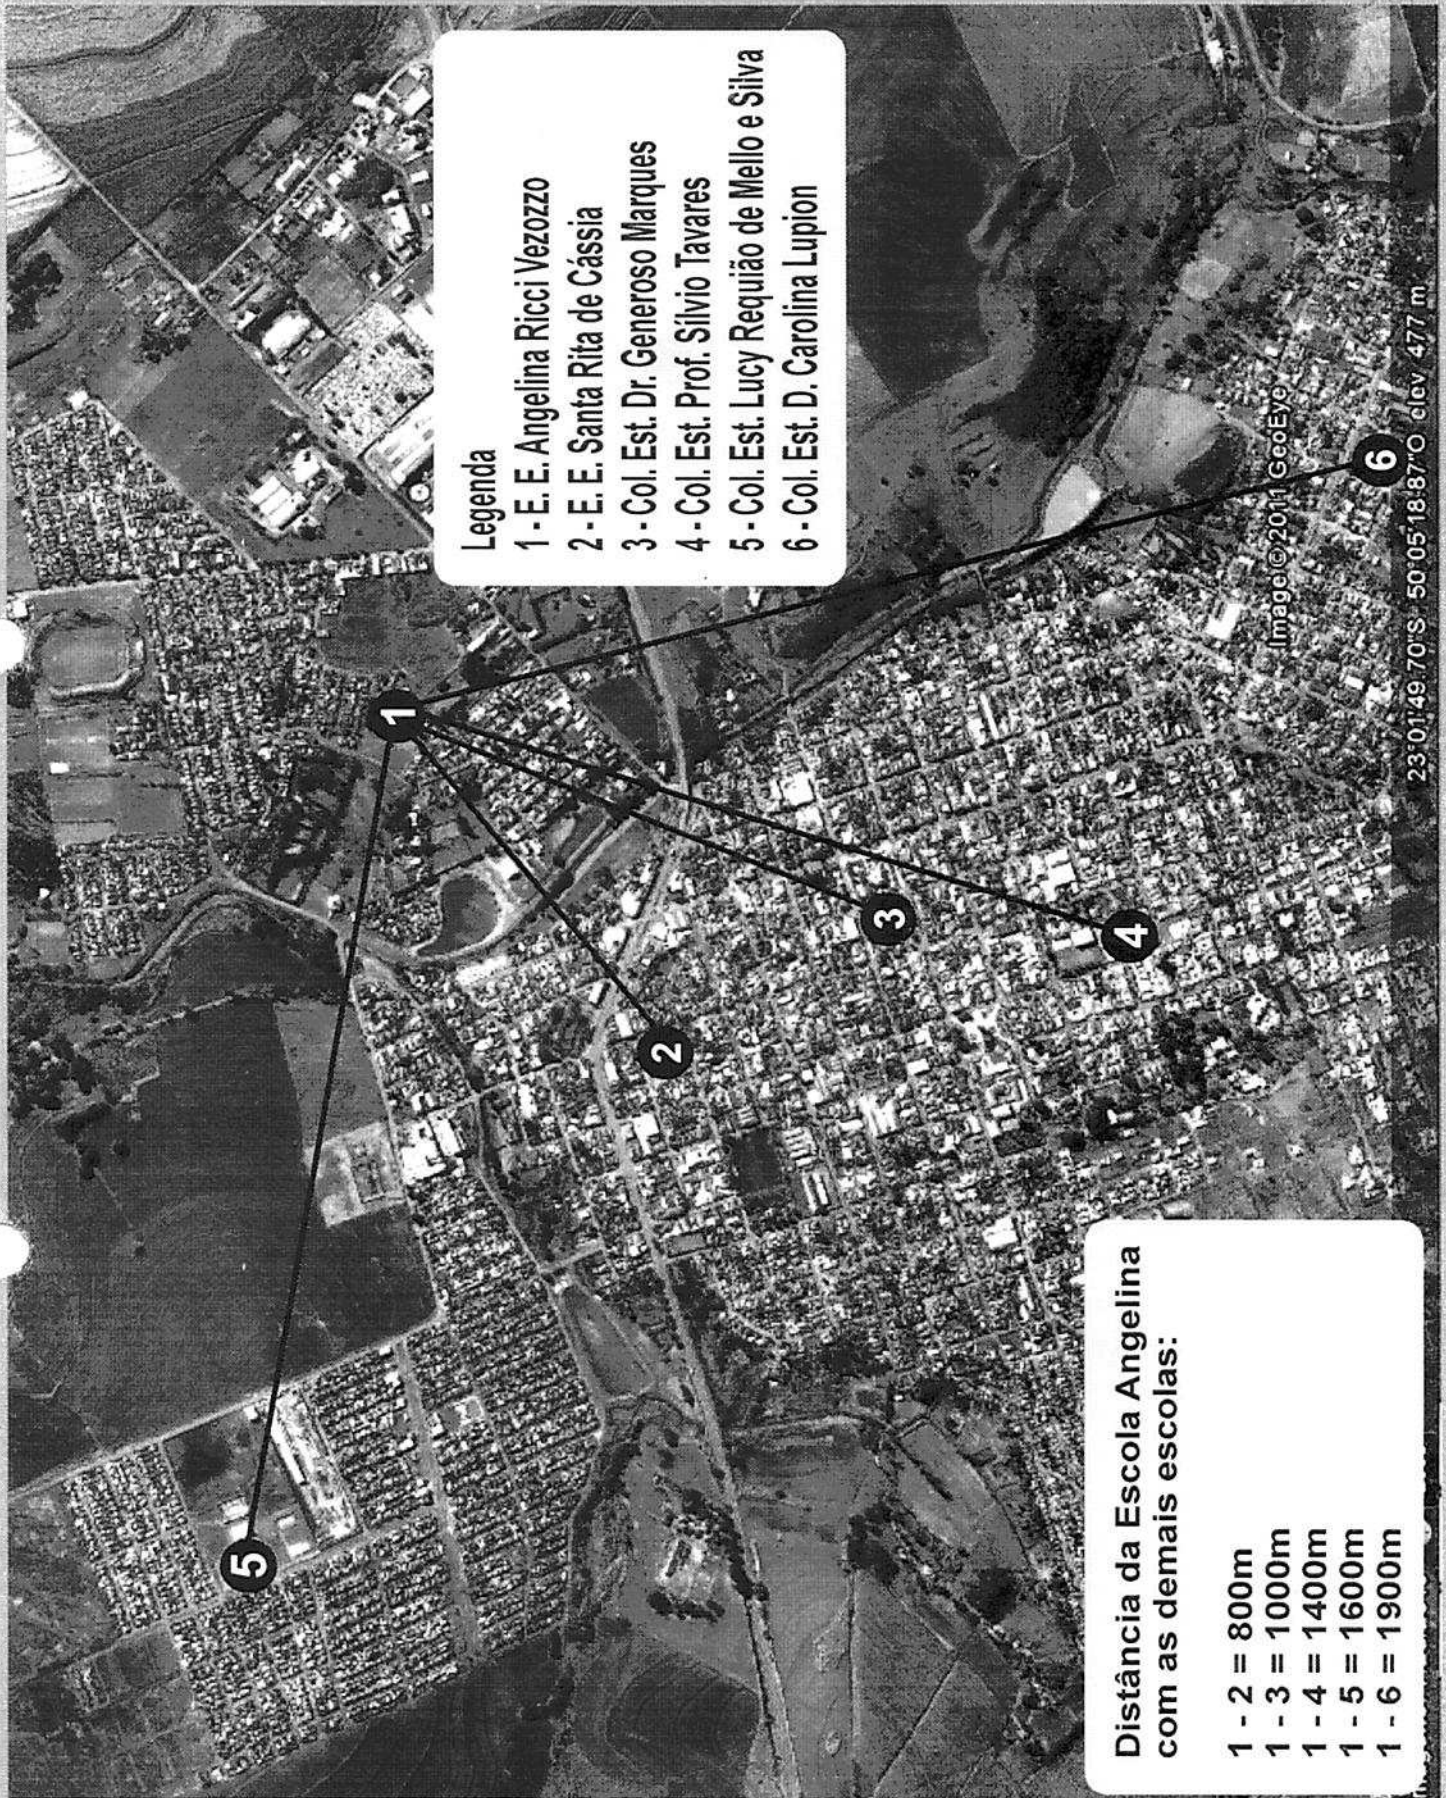 Legenda
1 - E. E. Angelina Ricci Vezozzo
2 - E. E. Santa Rita de Cássia
3 - Col. Est. Dr. Generoso Marques
4 - Col. Est. Prof. Sílvio Tavares
5 - Col. Est. Lucy Requião de Mello e Silva
6 - Col. Est. D. Carolina Lupion
5
1
2
3
4
6
Image © 2011 GeoEye
23°01'49.70"S 50°05'18.87"O elev 477 m
Distância da Escola Angelina
com as demais escolas:
1 - 2 = 800m
1 - 3 = 1000m
1 - 4 = 1400m
1 - 5 = 1600m
1 - 6 = 1900m